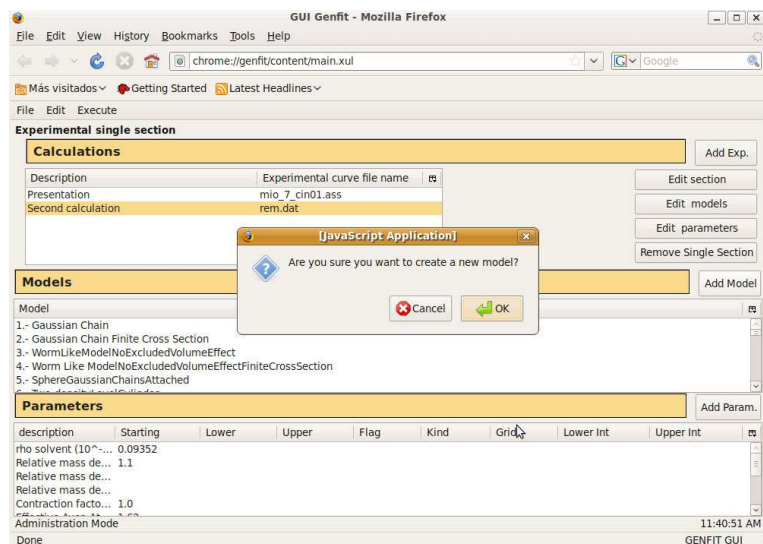 GUI Genfit - Mozilla Firefox
File Edit View History Bookmarks Tools Help
chrome://genfit/content/main.xul
G Google
Más visitados Getting Started Latest Headlines
File Edit Execute
Experimental single section
Calculations
Add Exp.
Description Experimental curve file name
Presentation mio_7_cin01.ass
Second calculation rem.dat
Edit section
Edit models
Edit parameters
Remove Single Section
[JavaScript Application]
Are you sure you want to create a new model?
Cancel OK
Models
Add Model
Model
1.- Gaussian Chain
2.- Gaussian Chain Finite Cross Section
3.- WormLikeModelNoExcludedVolumeEffect
4.- Worm Like ModelNoExcludedVolumeEffectFiniteCrossSection
5.- SphereGaussianChainsAttached
Parameters
Add Param.
description Starting Lower Upper Flag Kind Grid Lower Int Upper Int
rho solvent (10^-... 0.09352
Relative mass de... 1.1
Relative mass de...
Relative mass de...
Contraction facto... 1.0
Administration Mode
11:40:51 AM
Done
GENFIT GUI